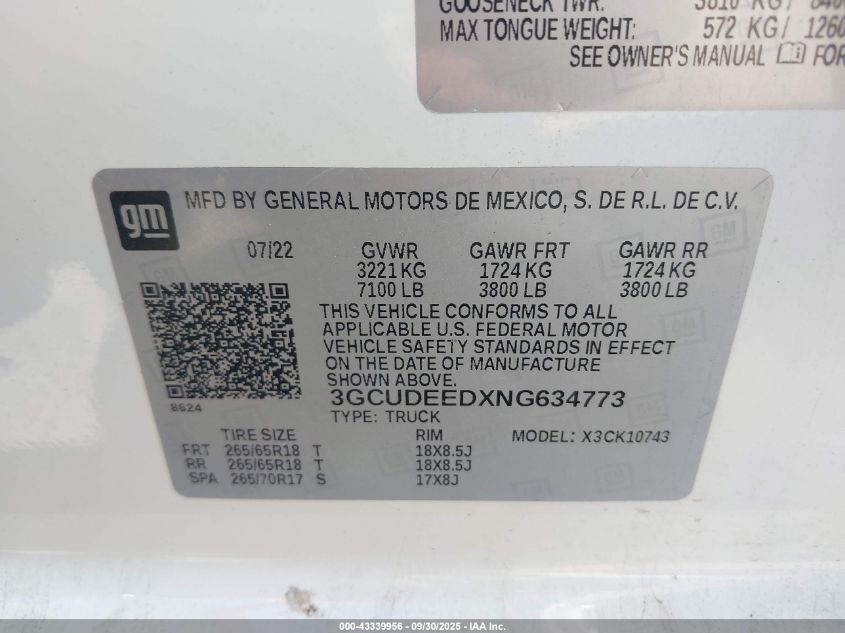 GOOSENECK TWR: 3810 KG/
MAX TONGUE WEIGHT: 572 KG/ 1260
SEE OWNER'S MANUAL FOR
gm MFD BY GENERAL MOTORS DE MEXICO, S. DE R.L. DE C.V.
07/22 GVWR GAWR FRT GAWR RR
3221 KG 1724 KG 1724 KG
7100 LB 3800 LB 3800 LB
THIS VEHICLE CONFORMS TO ALL
APPLICABLE U.S. FEDERAL MOTOR
VEHICLE SAFETY STANDARDS IN EFFECT
ON THE DATE OF MANUFACTURE
SHOWN ABOVE.
8624 3GCUDEEDXNG634773
TYPE: TRUCK
TIRE SIZE RIM MODEL: X3CK10743
FRT 265/65R18 T 18X8.5J
RR 265/65R18 T 18X8.5J
SPA 265/70R17 S 17X8J
000-43339956 - 09/30/2025 - IAA Inc.